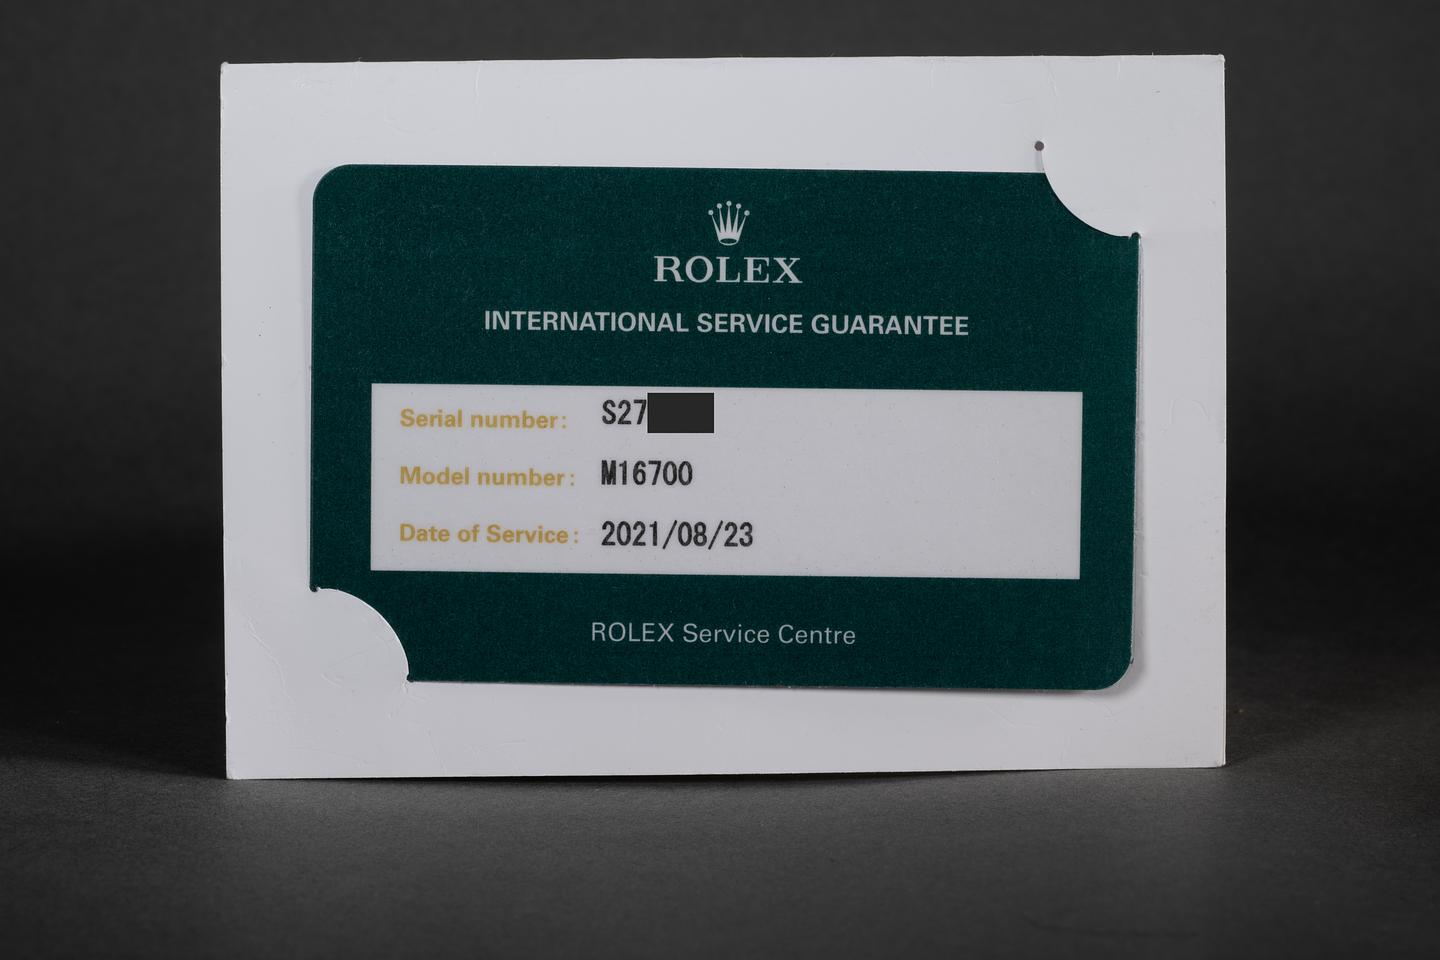 ROLEX
INTERNATIONAL SERVICE GUARANTEE
Serial number: S27
Model number: M16700
Date of Service: 2021/08/23
ROLEX Service Centre